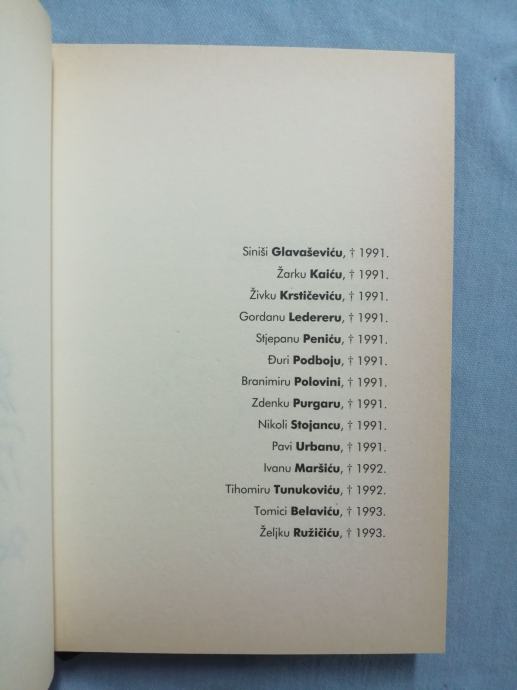 Siniši Glavaševiću, † 1991.
Žarku Kaiću, † 1991.
Živku Krstičeviću, † 1991.
Gordanu Ledereru, † 1991.
Stjepanu Peniću, † 1991.
Đuri Podboju, † 1991.
Branimiru Polovini, † 1991.
Zdenku Purgaru, † 1991.
Nikoli Stojancu, † 1991.
Pavi Urbanu, † 1991.
Ivanu Maršiću, † 1992.
Tihomiru Tunukoviću, † 1992.
Tomici Belaviću, † 1993.
Željku Ružičiću, † 1993.